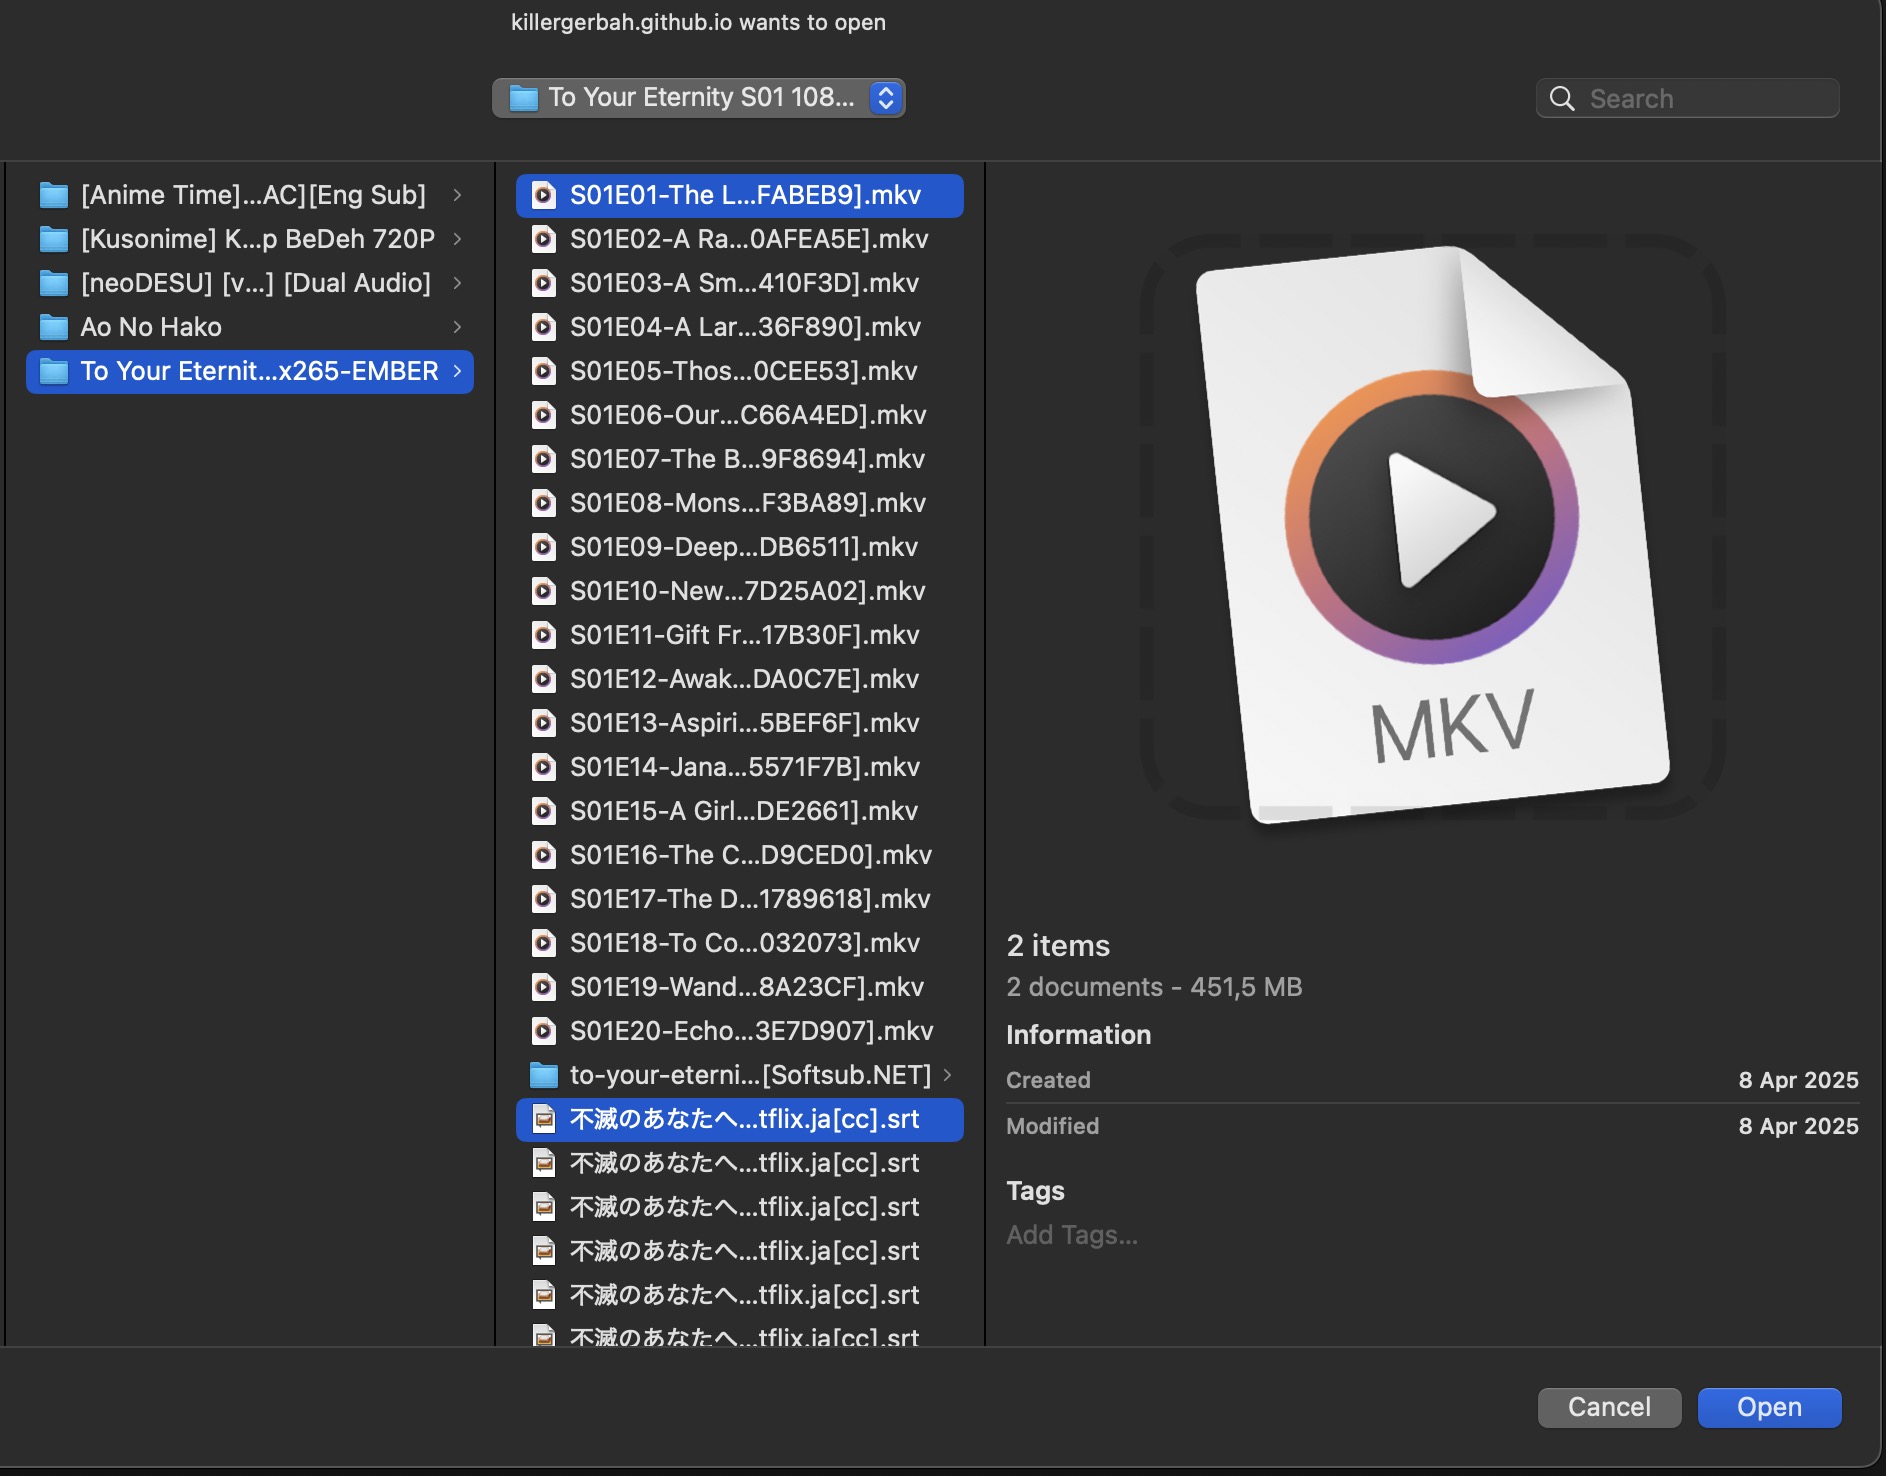 killergerbah.github.io wants to open
To Your Eternity S01 108...
Search
[Anime Time]...AC][Eng Sub]
[Kusonime] K...p BeDeh 720P
[neoDESU] [v...] [Dual Audio]
Ao No Hako
To Your Eternit...x265-EMBER
S01E01-The L...FABEB9].mkv
S01E02-A Ra...0AFEA5E].mkv
S01E03-A Sm...410F3D].mkv
S01E04-A Lar...36F890].mkv
S01E05-Thos...0CEE53].mkv
S01E06-Our...C66A4ED].mkv
S01E07-The B...9F8694].mkv
S01E08-Mons...F3BA89].mkv
S01E09-Deep...DB6511].mkv
S01E10-New...7D25A02].mkv
S01E11-Gift Fr...17B30F].mkv
S01E12-Awak...DA0C7E].mkv
S01E13-Aspiri...5BEF6F].mkv
S01E14-Jana...5571F7B].mkv
S01E15-A Girl...DE2661].mkv
S01E16-The C...D9CED0].mkv
S01E17-The D...1789618].mkv
S01E18-To Co...032073].mkv
S01E19-Wand...8A23CF].mkv
S01E20-Echo...3E7D907].mkv
to-your-eterni...[Softsub.NET]
不滅のあなたへ...tflix.ja[cc].srt
不滅のあなたへ...tflix.ja[cc].srt
不滅のあなたへ...tflix.ja[cc].srt
不滅のあなたへ...tflix.ja[cc].srt
不滅のあなたへ...tflix.ja[cc].srt
不滅のあなたへ...tflix.ja[cc].srt
MKV
2 items
2 documents - 451,5 MB
Information
Created 8 Apr 2025
Modified 8 Apr 2025
Tags
Add Tags...
Cancel
Open